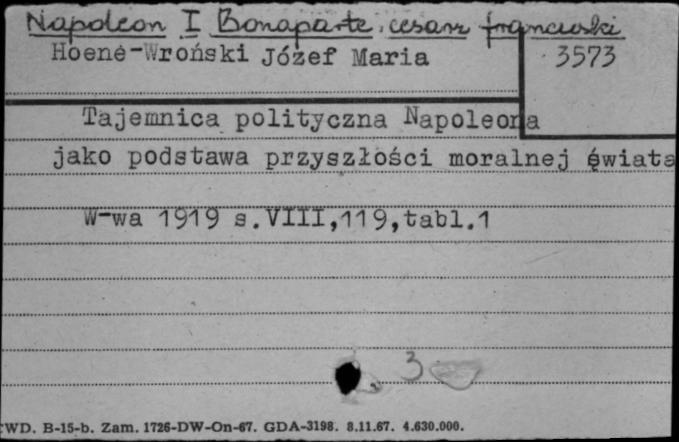 Napoleon I Bonaparte, cesarz francuski
Hoene-Wroński Józef Maria
3573
Tajemnica polityczna Napoleona
jako podstawa przyszłości moralnej świata
W-wa 1919 s.VIII,119,tabl.1
3
CWD. B-15-b. Zam. 1726-DW-On-67. GDA-3198. 8.11.67. 4.630.000.